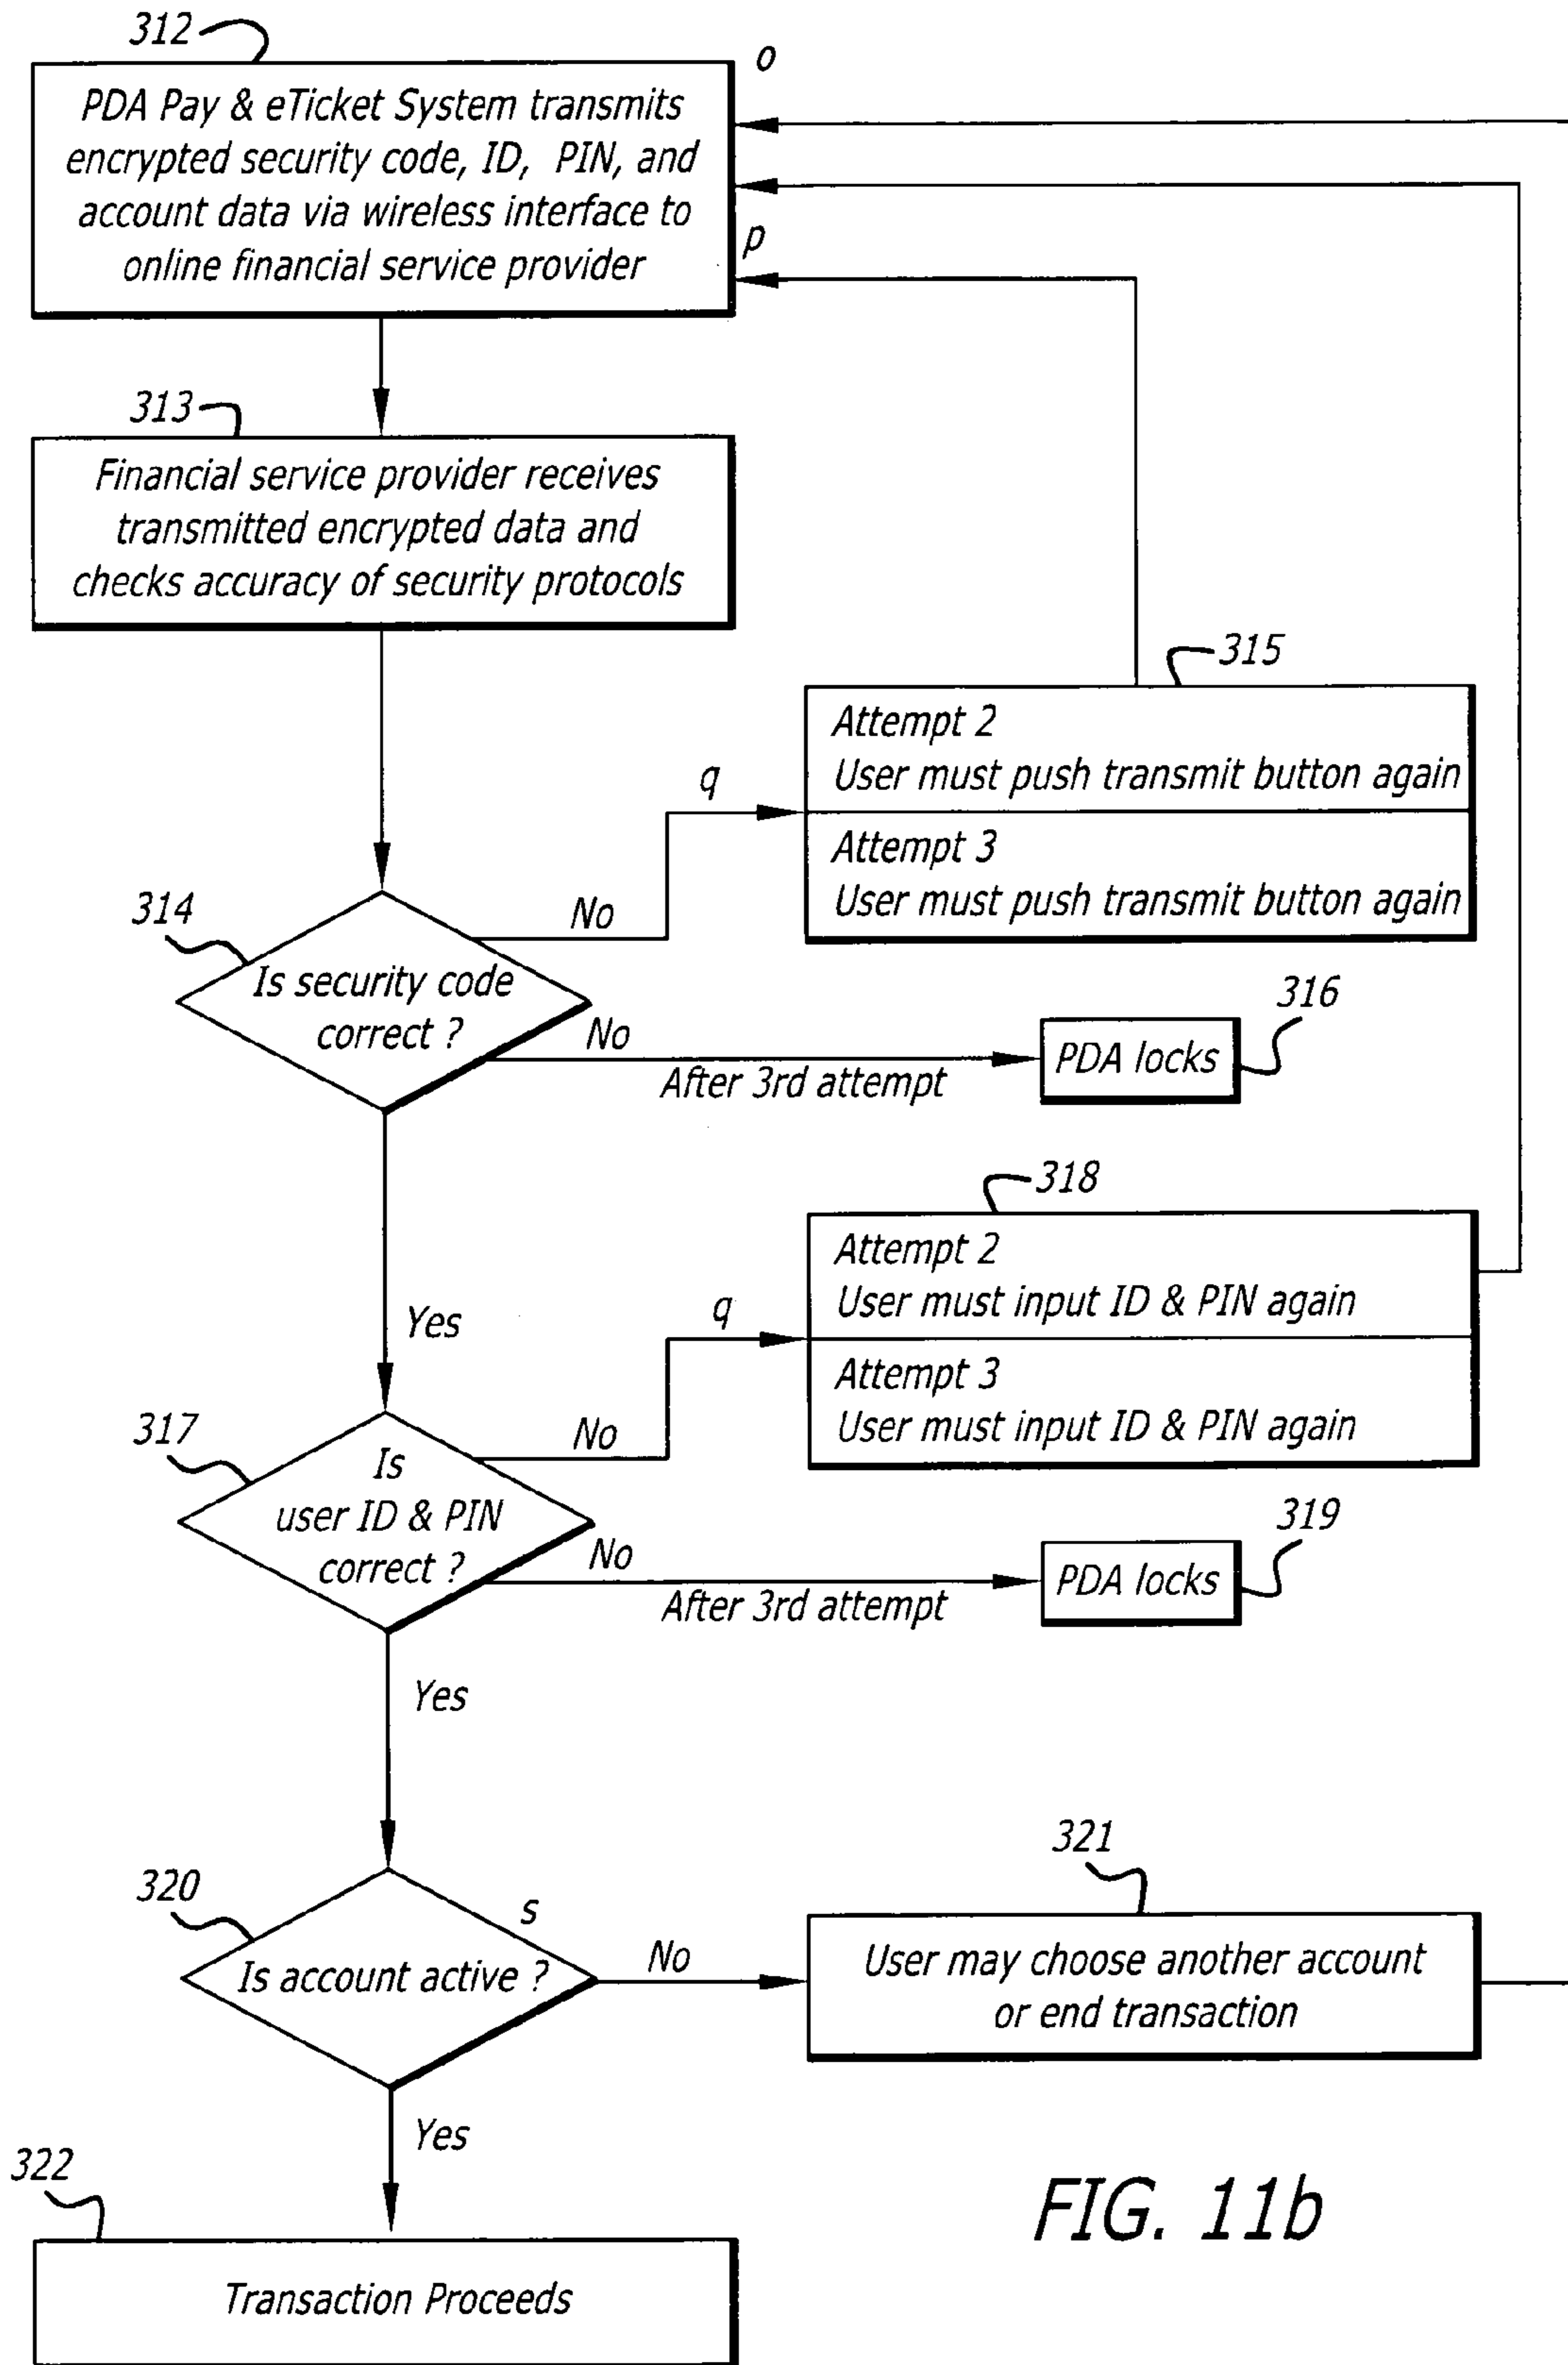 312
o
PDA Pay & eTicket System transmits
encrypted security code, ID, PIN, and
account data via wireless interface to
online financial service provider
p
313
Financial service provider receives
transmitted encrypted data and
checks accuracy of security protocols
315
Attempt 2
User must push transmit button again
q
Attempt 3
User must push transmit button again
314
No
Is security code
correct ?
No
After 3rd attempt
PDA locks
316
318
Attempt 2
User must input ID & PIN again
q
Yes
Attempt 3
User must input ID & PIN again
317
No
Is
user ID & PIN
correct ?
No
After 3rd attempt
PDA locks
319
Yes
320
s
Is account active ?
No
321
User may choose another account
or end transaction
Yes
322
Transaction Proceeds
FIG. 11b